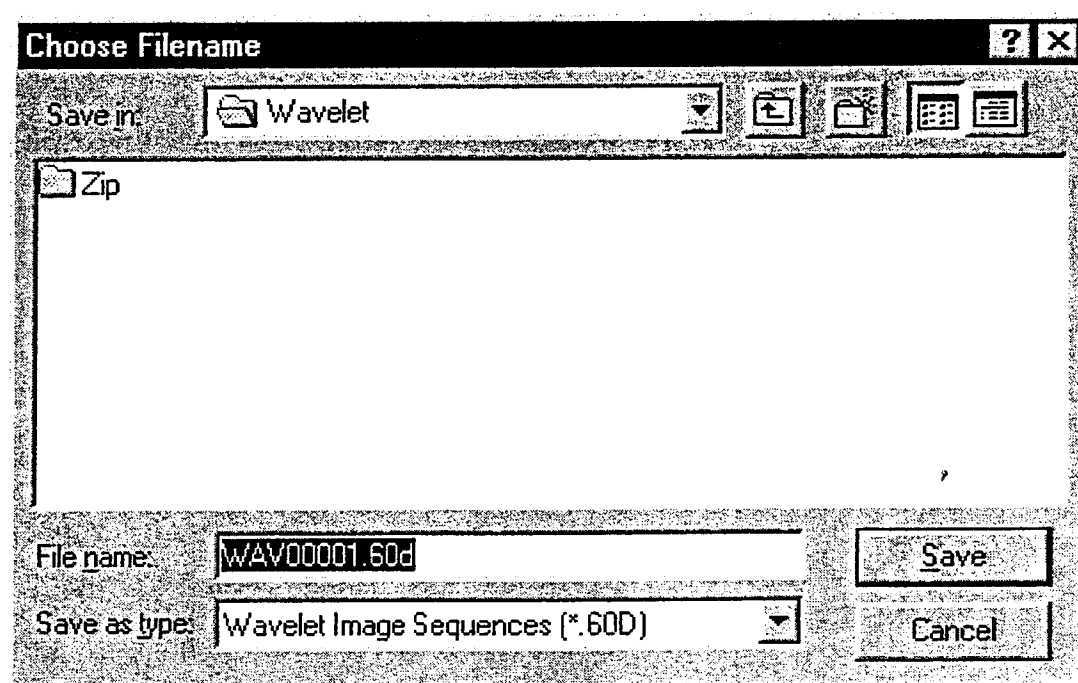 Choose Filename
Save in: Wavelet
Zip
File name: WAV00001.60d Save
Save as type: Wavelet Image Sequences (*.60D) Cancel